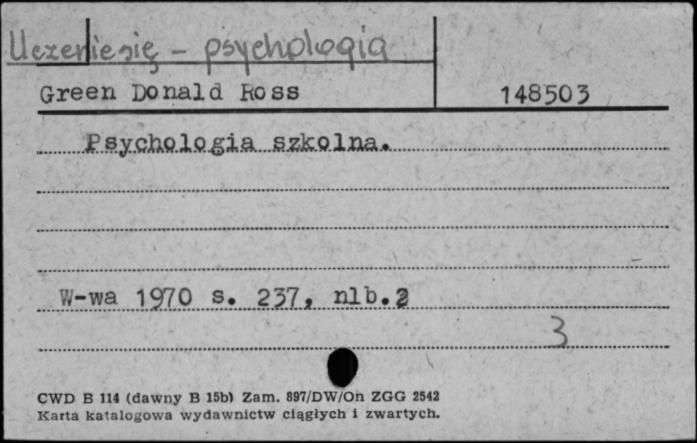 Uczenie się - psychologia
Green Donald Ross 148503
Psychologia szkolna.
W-wa 1970 s. 237, nlb.2
3
CWD B 114 (dawny B 15b) Zam. 897/DW/On ZGG 2542
Karta katalogowa wydawnictw ciągłych i zwartych.